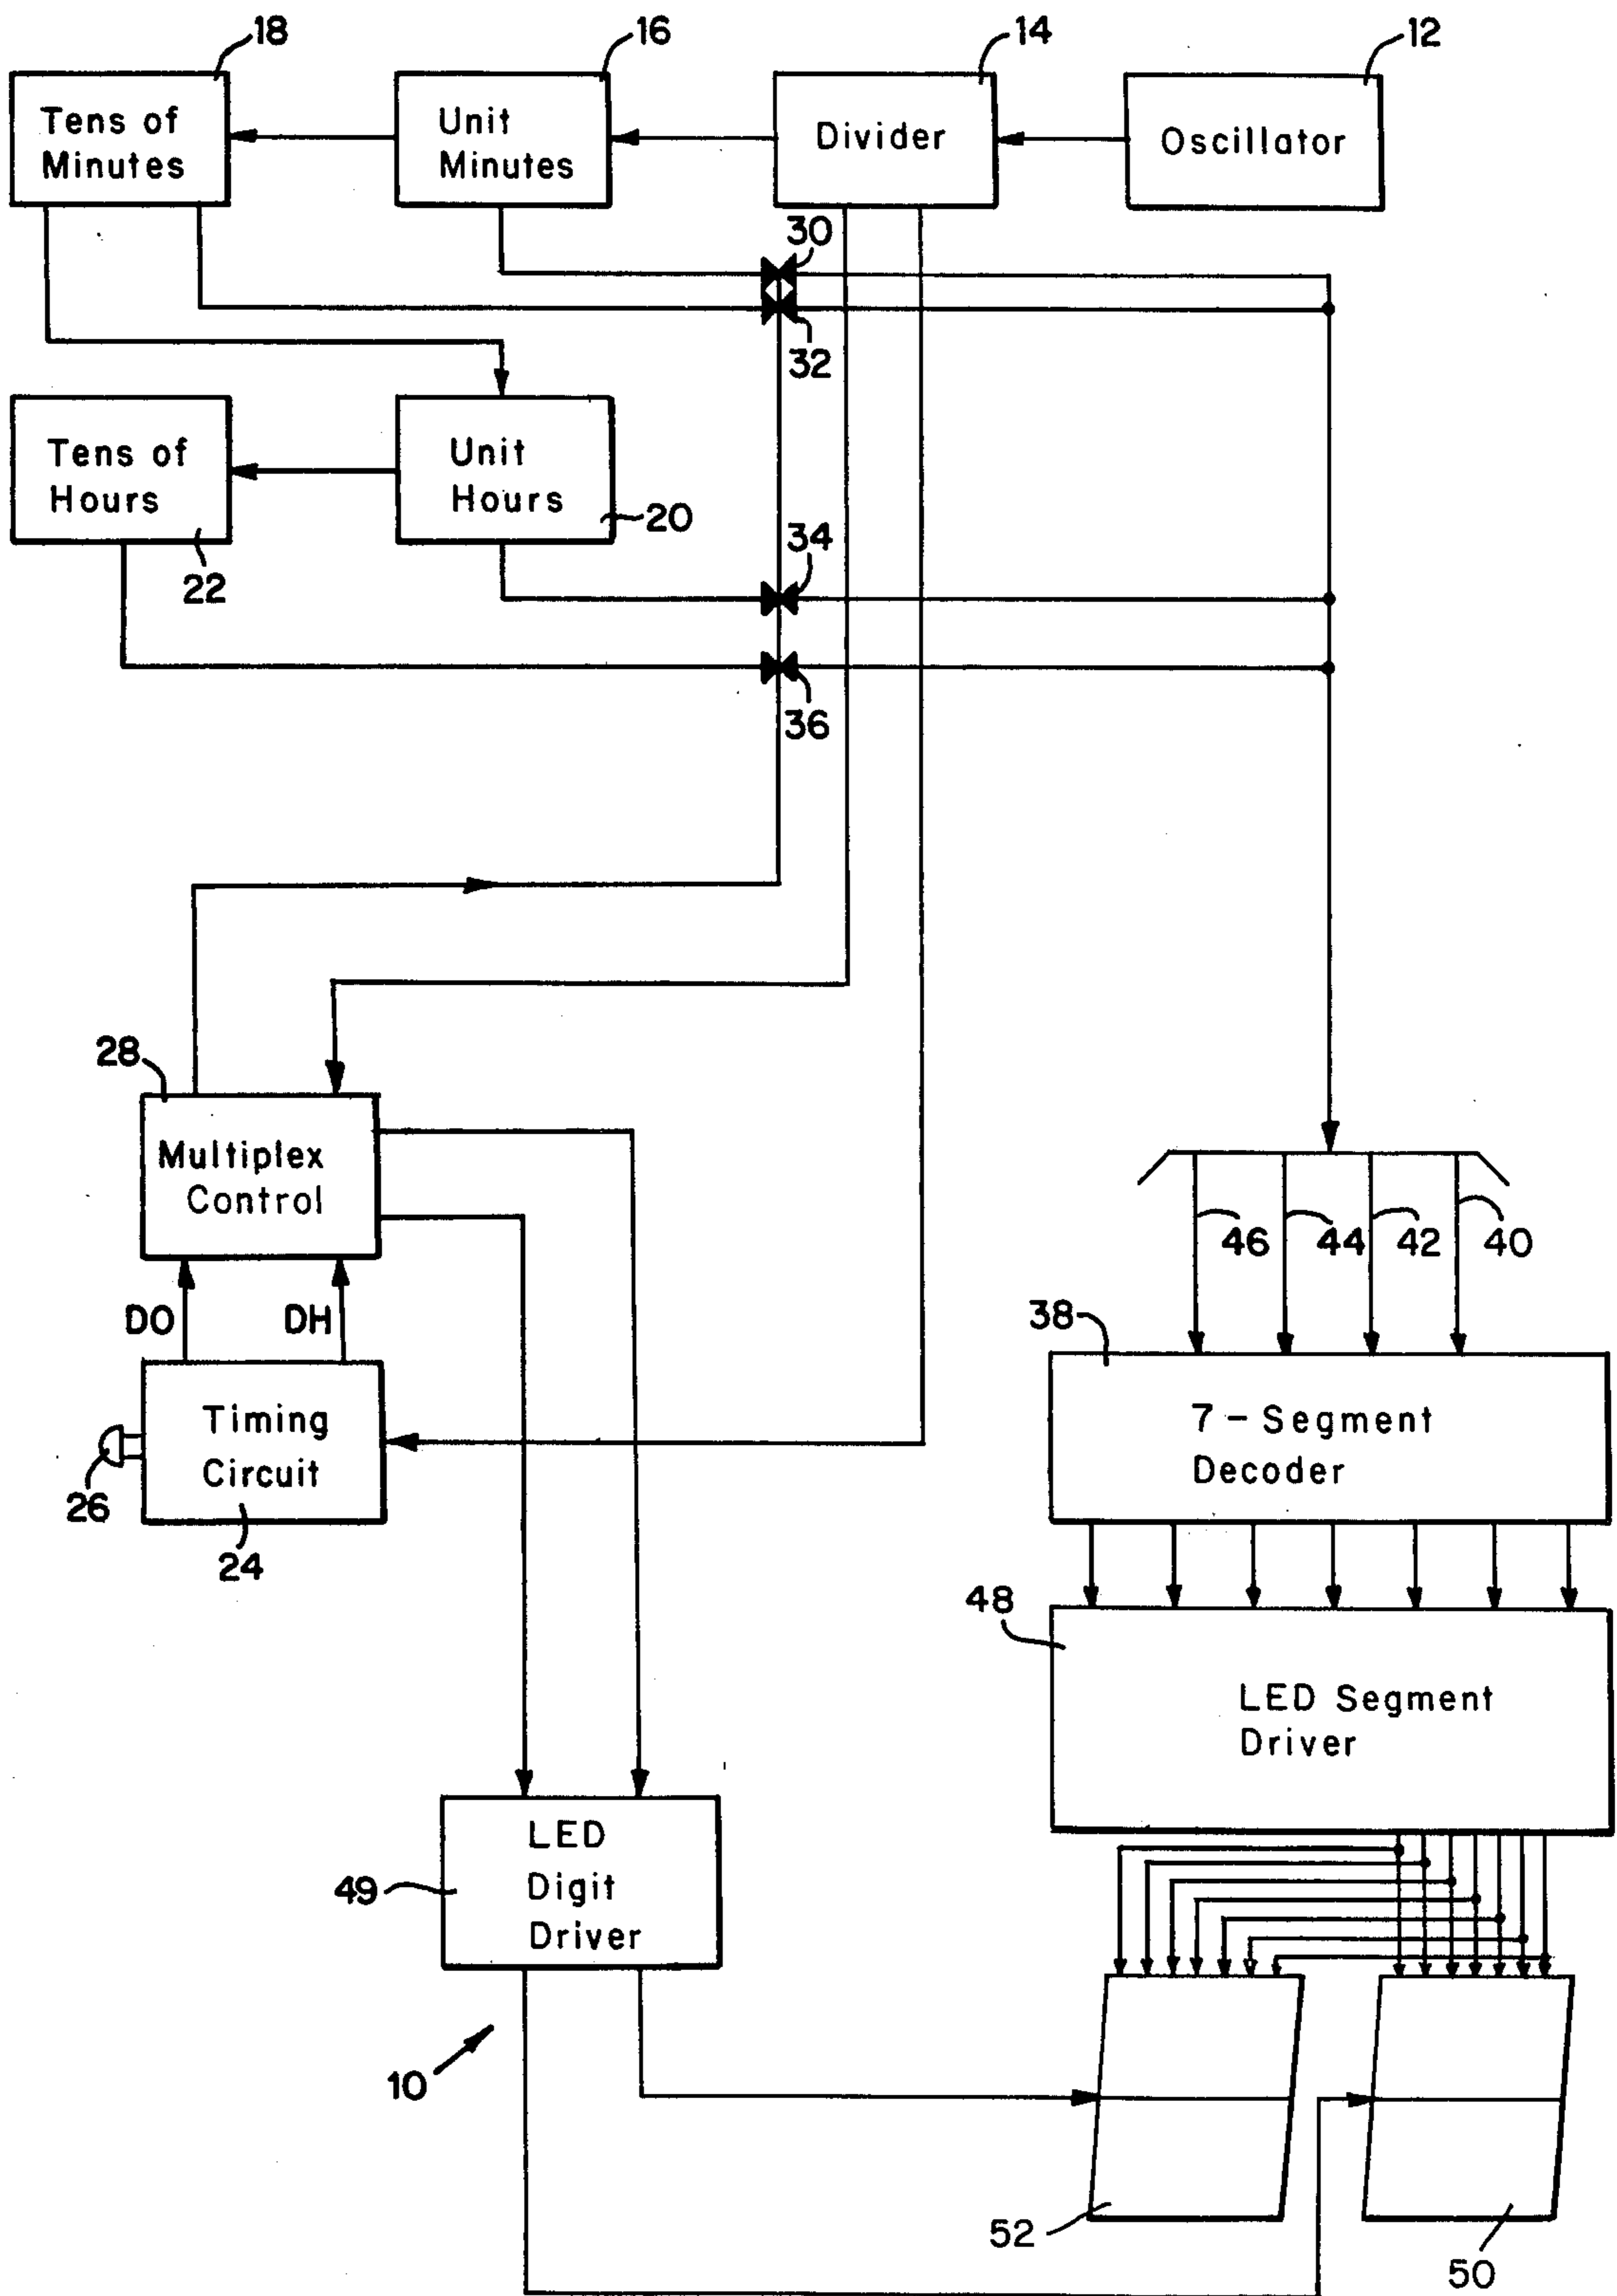 18
16
14
12
Tens of
Minutes
Unit
Minutes
Divider
Oscillator
30
32
Tens of
Hours
Unit
Hours
20
22
34
36
28
Multiplex
Control
46
44
42
40
DO
DH
38
Timing
Circuit
26
24
7-Segment
Decoder
48
LED Segment
Driver
LED
Digit
Driver
49
10
52
50